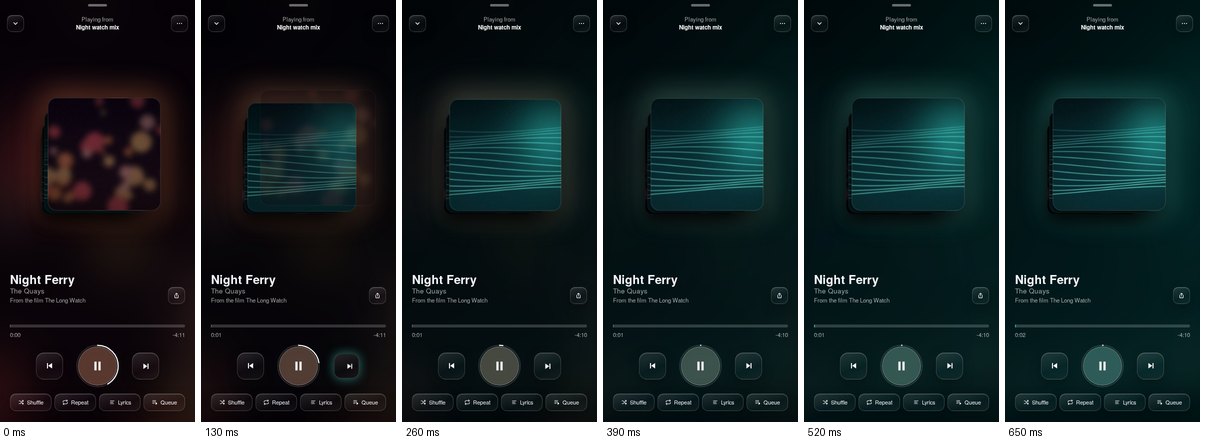 Playing from
Night watch mix
Night Ferry
The Quays
From the film The Long Watch
0:00
-4:11
Shuffle
Repeat
Lyrics
Queue
0 ms
Playing from
Night watch mix
Night Ferry
The Quays
From the film The Long Watch
0:01
-4:11
Shuffle
Repeat
Lyrics
Queue
130 ms
Playing from
Night watch mix
Night Ferry
The Quays
From the film The Long Watch
0:01
-4:10
Shuffle
Repeat
Lyrics
Queue
260 ms
Playing from
Night watch mix
Night Ferry
The Quays
From the film The Long Watch
0:01
-4:10
Shuffle
Repeat
Lyrics
Queue
390 ms
Playing from
Night watch mix
Night Ferry
The Quays
From the film The Long Watch
0:01
-4:10
Shuffle
Repeat
Lyrics
Queue
520 ms
Playing from
Night watch mix
Night Ferry
The Quays
From the film The Long Watch
0:02
-4:10
Shuffle
Repeat
Lyrics
Queue
650 ms